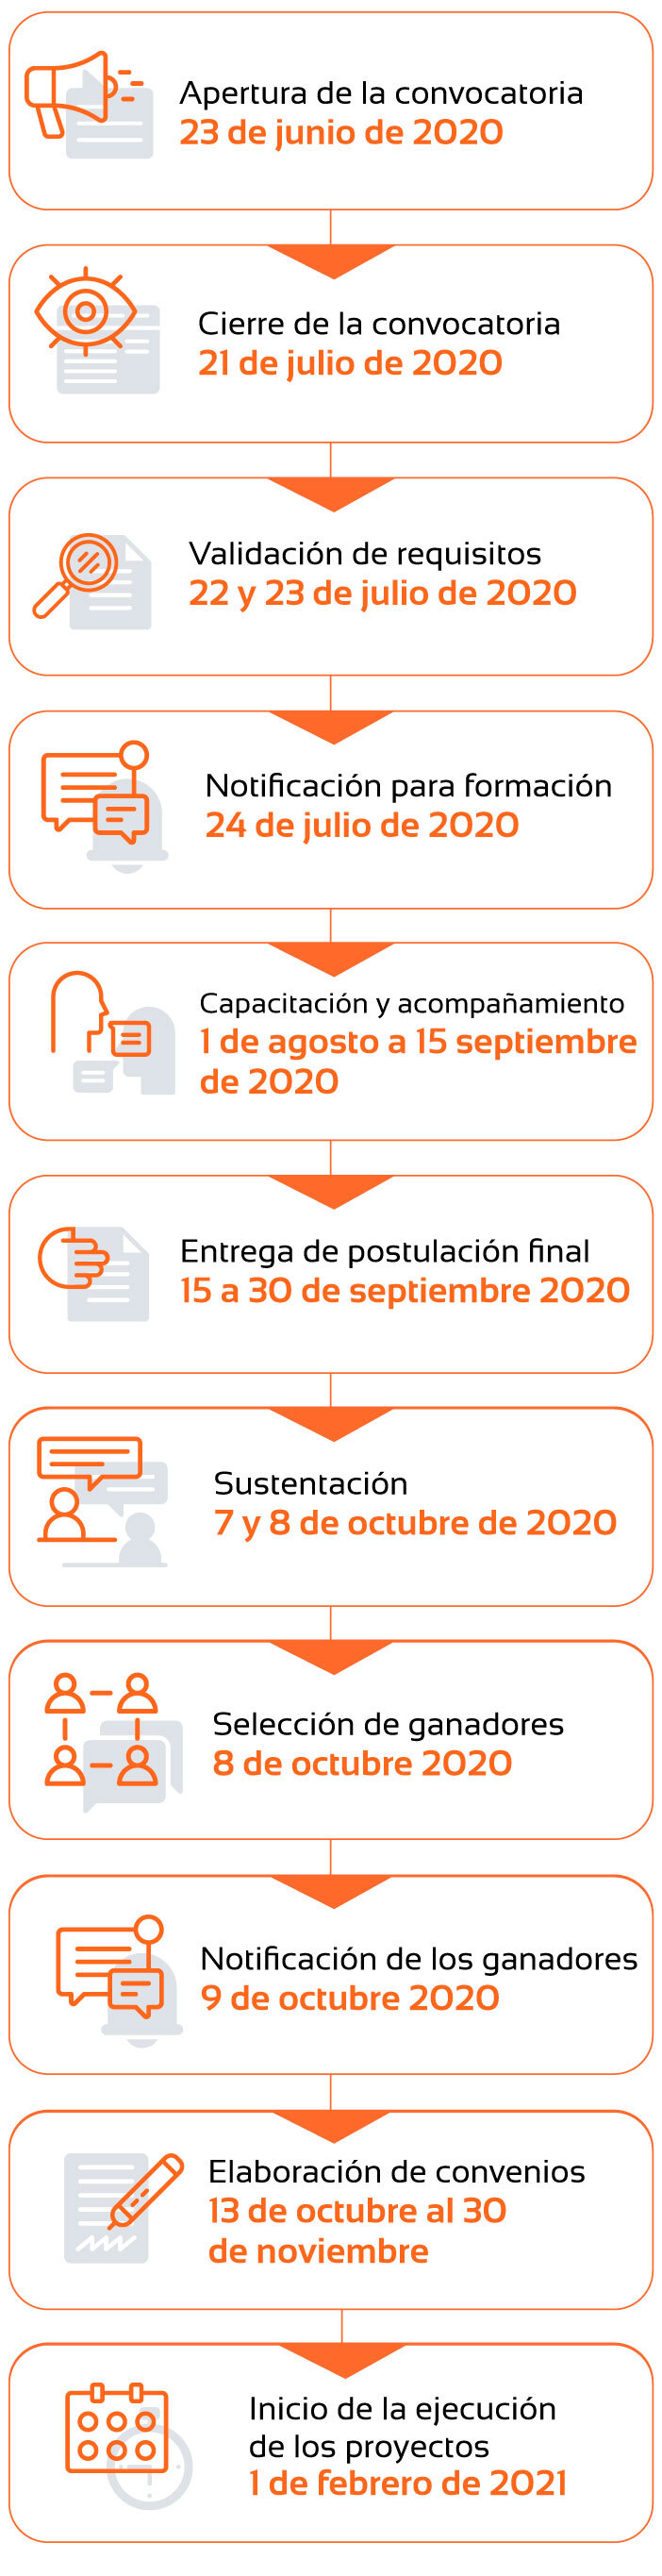 Apertura de la convocatoria
23 de junio de 2020
Cierre de la convocatoria
21 de julio de 2020
Validación de requisitos
22 y 23 de julio de 2020
Notificación para formación
24 de julio de 2020
Capacitación y acompañamiento
1 de agosto a 15 septiembre
de 2020
Entrega de postulación final
15 a 30 de septiembre 2020
Sustentación
7 y 8 de octubre de 2020
Selección de ganadores
8 de octubre 2020
Notificación de los ganadores
9 de octubre 2020
Elaboración de convenios
13 de octubre al 30
de noviembre
Inicio de la ejecución
de los proyectos
1 de febrero de 2021